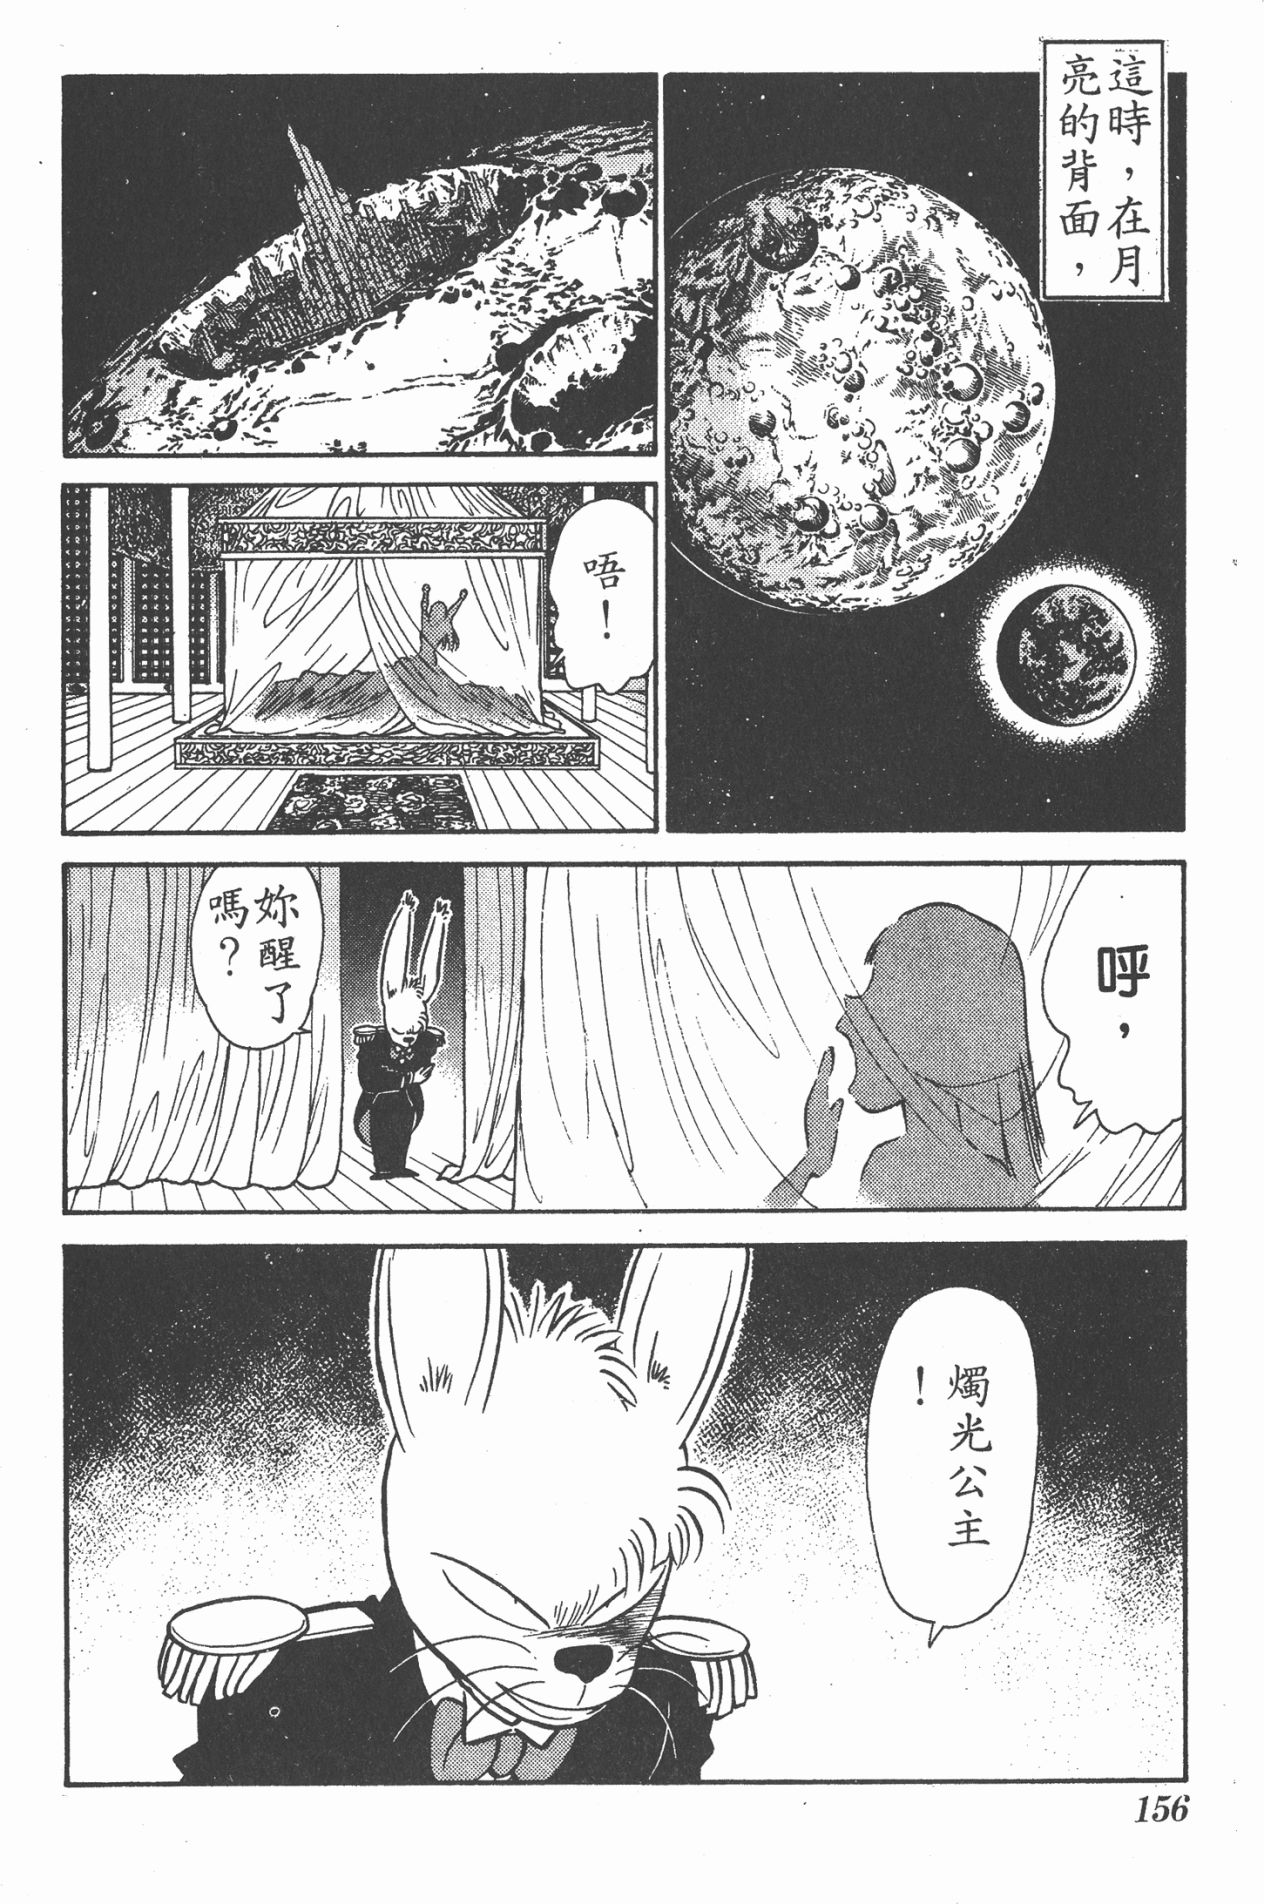 這時，在月
亮的背面，
唔！
呼，
妳醒了
嗎？
燭光公主
！
156